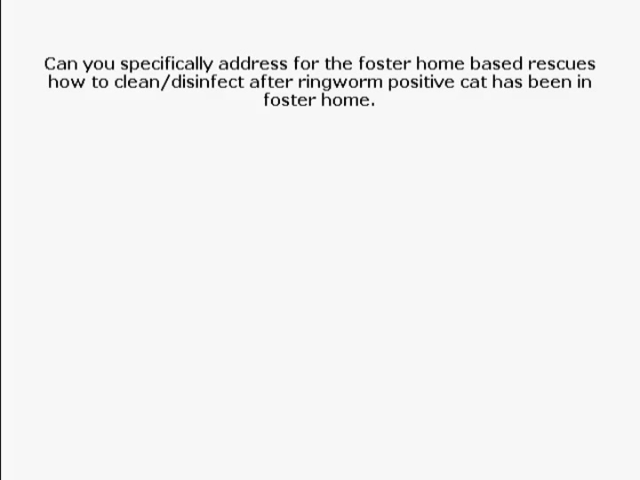 Can you specifically address for the foster home based rescues
how to clean/disinfect after ringworm positive cat has been in
foster home.